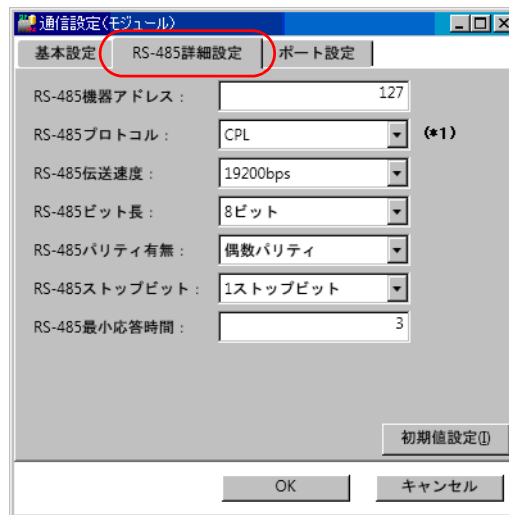 通信設定(モジュール)
基本設定 RS-485詳細設定 ポート設定
RS-485機器アドレス： 127
RS-485プロトコル： CPL (*1)
RS-485伝送速度： 19200bps
RS-485ビット長： 8ビット
RS-485パリティ有無： 偶数パリティ
RS-485ストップビット： 1ストップビット
RS-485最小応答時間： 3
初期値設定(I)
OK キャンセル